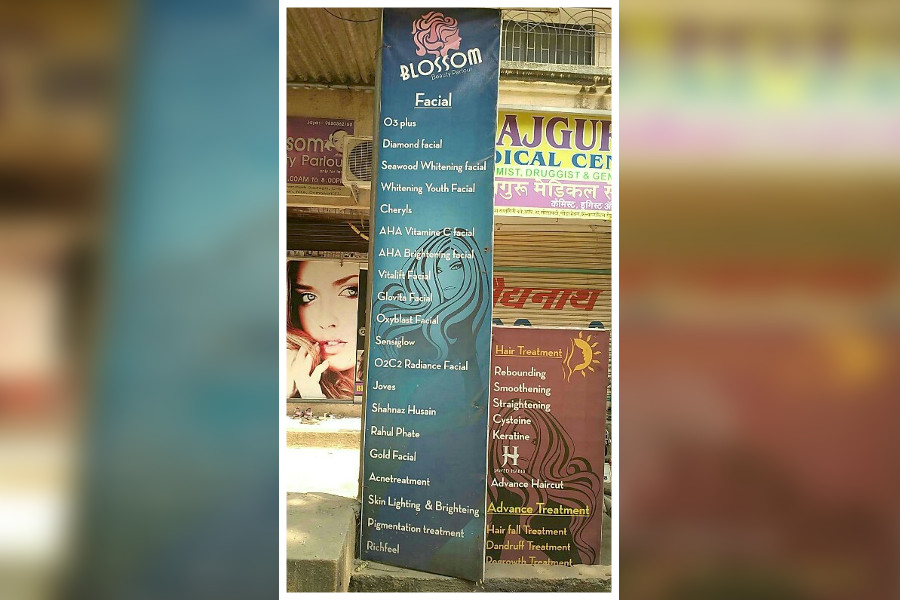 BLOSSOM
Beauty Parlour
Facial
O3 plus
Diamond facial
Seawood Whitening facial
Whitening Youth Facial
Cheryls
AHA Vitamine C facial
AHA Brightening facial
Vitalift Facial
Glovita Facial
Oxyblast Facial
Sensiglow
O2C2 Radiance Facial
Joves
Shahnaz Husain
Rahul Phate
Gold Facial
Acnetreatment
Skin Lighting & Brighteing
Pigmentation treatment
Richfeel
AJGUR
DICAL CEN
MIST, DRUGGIST & GEN
गुरू मेडिकल
केमिस्ट, ड्रगिस्ट
द्यनाथ
Hair Treatment
Rebounding
Smoothening
Straightening
Cysteine
Keratine
H
Advance Haircut
Advance Treatment
Hair fall Treatment
Dandruff Treatment
Regrowth Treatment